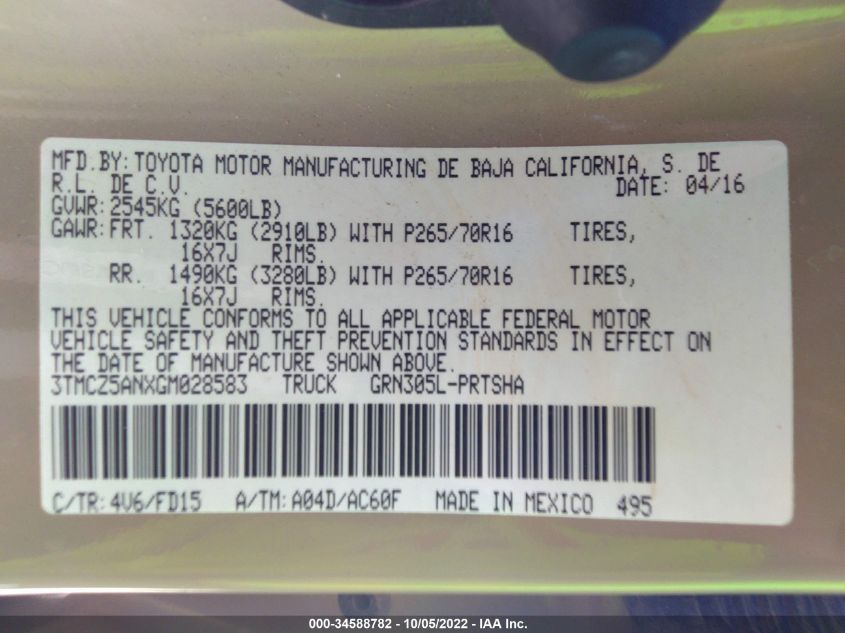 MFD.BY: TOYOTA MOTOR MANUFACTURING DE BAJA CALIFORNIA, S. DE
R.L. DE C.V. DATE: 04/16
GVWR: 2545KG (5600LB)
GAWR: FRT. 1320KG (2910LB) WITH P265/70R16 TIRES,
16X7J RIMS.
RR. 1490KG (3280LB) WITH P265/70R16 TIRES,
16X7J RIMS.
THIS VEHICLE CONFORMS TO ALL APPLICABLE FEDERAL MOTOR
VEHICLE SAFETY AND THEFT PREVENTION STANDARDS IN EFFECT ON
THE DATE OF MANUFACTURE SHOWN ABOVE.
3TMCZ5ANXGM028583 TRUCK GRN305L-PRTSHA
C/TR: 4V6/FD15 A/TM: A04D/AC60F MADE IN MEXICO 495
000-34588782 - 10/05/2022 - IAA Inc.